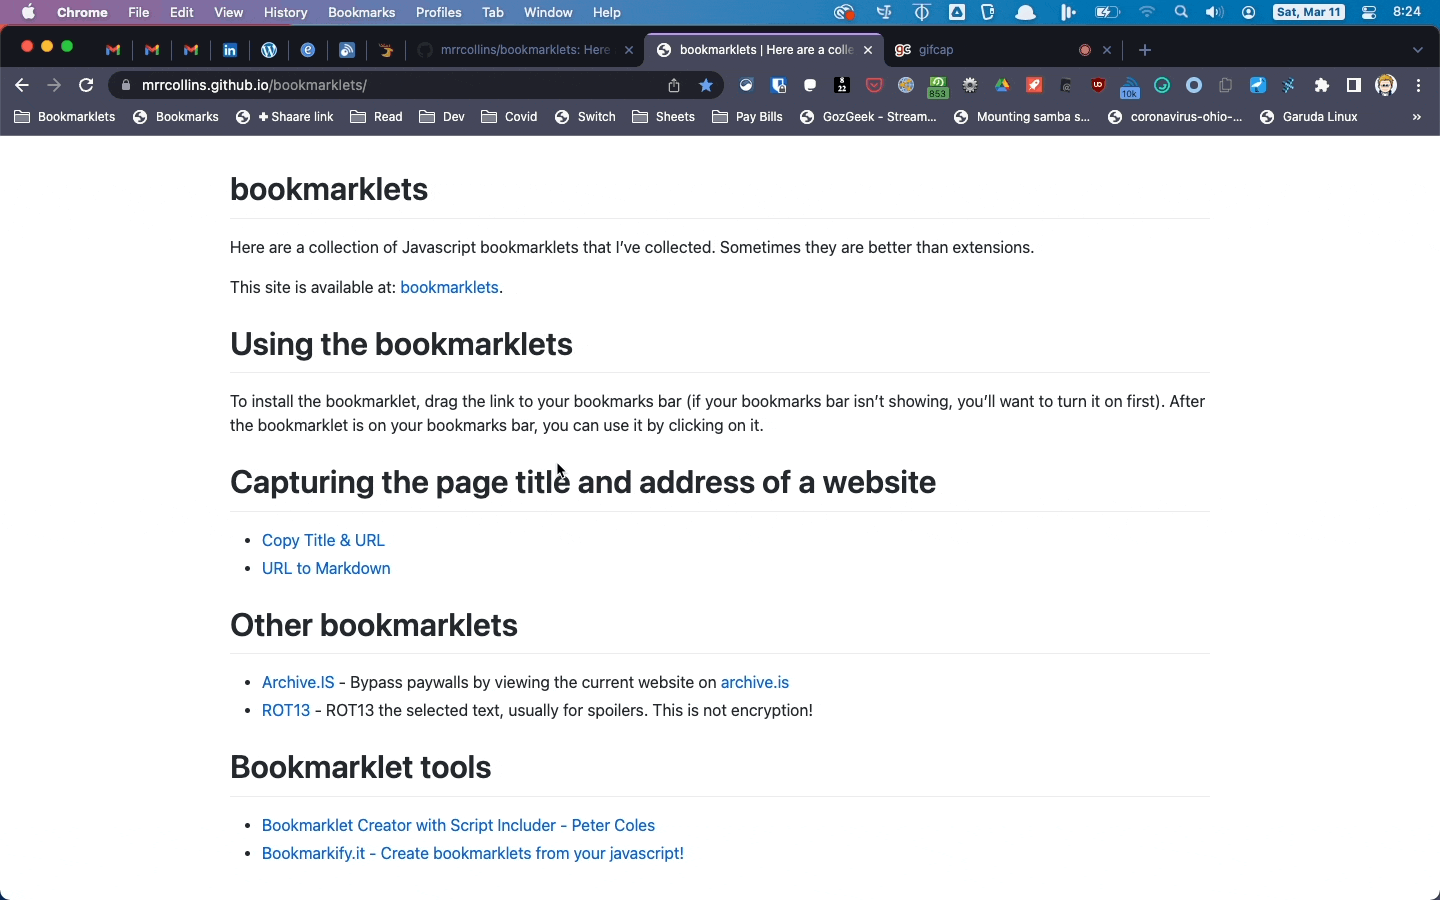 Chrome File Edit View History Bookmarks Profiles Tab Window Help Sat, Mar 11 8:24
mrrcollins/bookmarklets: Here bookmarklets | Here are a colle gifcap
mrrcollins.github.io/bookmarklets/ 853 8 22 10k
Bookmarklets Bookmarks + Shaare link Read Dev Covid Switch Sheets Pay Bills GozGeek - Stream... Mounting samba s... coronavirus-ohio-... Garuda Linux »
bookmarklets
Here are a collection of Javascript bookmarklets that I've collected. Sometimes they are better than extensions.
This site is available at: bookmarklets.
Using the bookmarklets
To install the bookmarklet, drag the link to your bookmarks bar (if your bookmarks bar isn't showing, you'll want to turn it on first). After
the bookmarklet is on your bookmarks bar, you can use it by clicking on it.
Capturing the page title and address of a website
• Copy Title & URL
• URL to Markdown
Other bookmarklets
• Archive.IS - Bypass paywalls by viewing the current website on archive.is
• ROT13 - ROT13 the selected text, usually for spoilers. This is not encryption!
Bookmarklet tools
• Bookmarklet Creator with Script Includer - Peter Coles
• Bookmarkify.it - Create bookmarklets from your javascript!